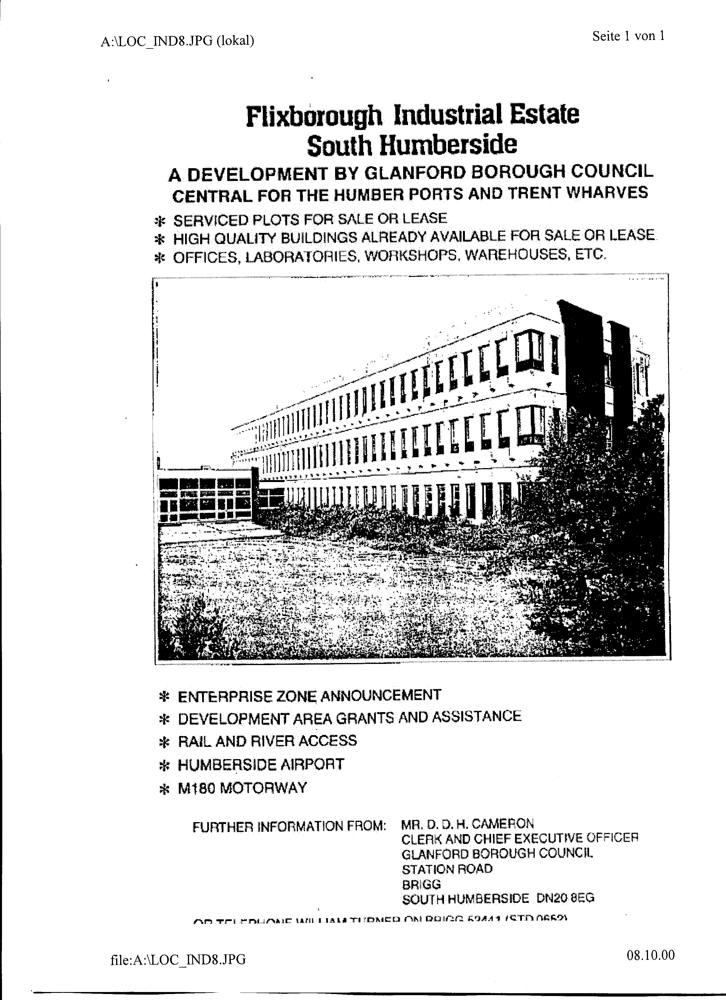 A:\LOC_IND8.JPG (lokal)
Seite 1 von 1
Flixborough Industrial Estate
South Humberside
A DEVELOPMENT BY GLANFORD BOROUGH COUNCIL
CENTRAL FOR THE HUMBER PORTS AND TRENT WHARVES
* SERVICED PLOTS FOR SALE OR LEASE
* HIGH QUALITY BUILDINGS ALREADY AVAILABLE FOR SALE OR LEASE
* OFFICES, LABORATORIES, WORKSHOPS, WAREHOUSES, ETC.
* ENTERPRISE ZONE ANNOUNCEMENT
* DEVELOPMENT AREA GRANTS AND ASSISTANCE
* RAIL AND RIVER ACCESS
* HUMBERSIDE AIRPORT
* M180 MOTORWAY
FURTHER INFORMATION FROM: MR. D. D. H. CAMERON
CLERK AND CHIEF EXECUTIVE OFFICER
GLANFORD BOROUGH COUNCIL
STATION ROAD
BRIGG
SOUTH HUMBERSIDE DN20 8EG
OR TELEPHONE WILLIAM TURNER ON BRIGG 52441 (STD 0652)
file:A:\LOC_IND8.JPG
08.10.00